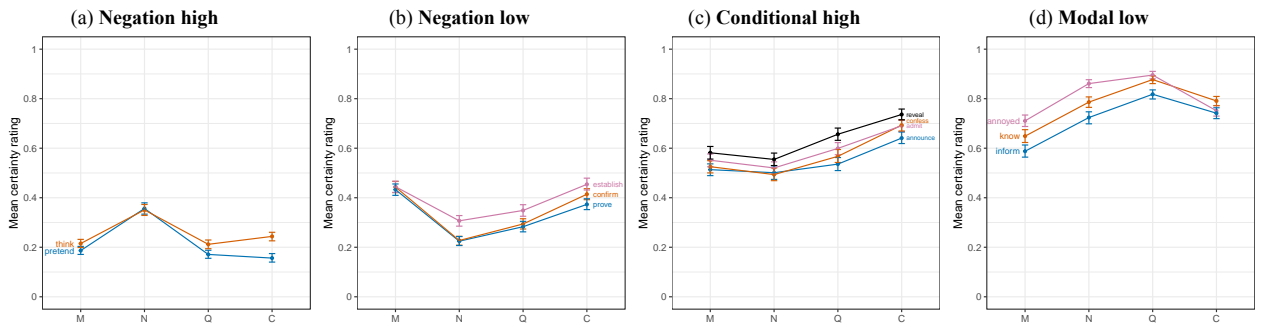 (a) Negation high
Mean certainty rating
1
0.8
0.6
0.4
0.2
0
think
pretend
M N Q C
(b) Negation low
Mean certainty rating
1
0.8
0.6
0.4
0.2
0
establish
confirm
prove
M N Q C
(c) Conditional high
Mean certainty rating
1
0.8
0.6
0.4
0.2
0
reveal
confess
admit
announce
M N Q C
(d) Modal low
Mean certainty rating
1
0.8
0.6
0.4
0.2
0
annoyed
know
inform
M N Q C